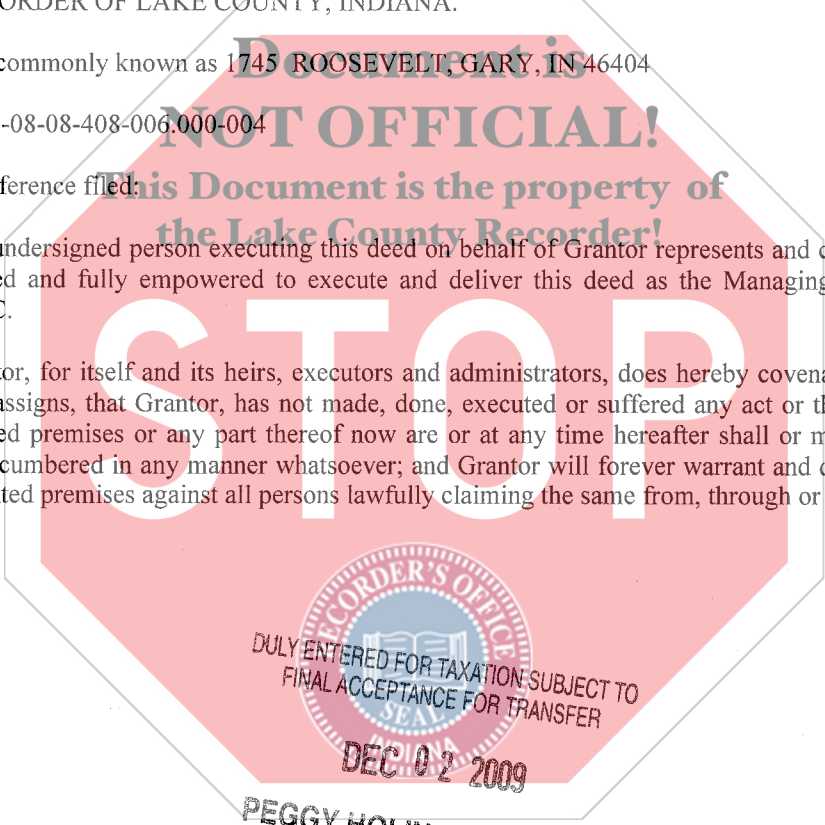 ORDER OF LAKE COUNTY, INDIANA.
commonly known as 1745 ROOSEVELT, GARY, IN 46404
Document is
NOT OFFICIAL!
-08-08-408-006.000-004
This Document is the property of
ference filed:
the Lake County Recorder!
undersigned person executing this deed on behalf of Grantor represents and
ed and fully empowered to execute and deliver this deed as the Managing
C.
STOP
tor, for itself and its heirs, executors and administrators, does hereby covena
assigns, that Grantor, has not made, done, executed or suffered any act or th
ed premises or any part thereof now are or at any time hereafter shall or m
cumbered in any manner whatsoever; and Grantor will forever warrant and
ted premises against all persons lawfully claiming the same from, through or
RECORDER'S OFFICE
SEAL
INDIANA
DULY ENTERED FOR TAXATION SUBJECT TO
FINAL ACCEPTANCE FOR TRANSFER
DEC 02 2009
PEGGY